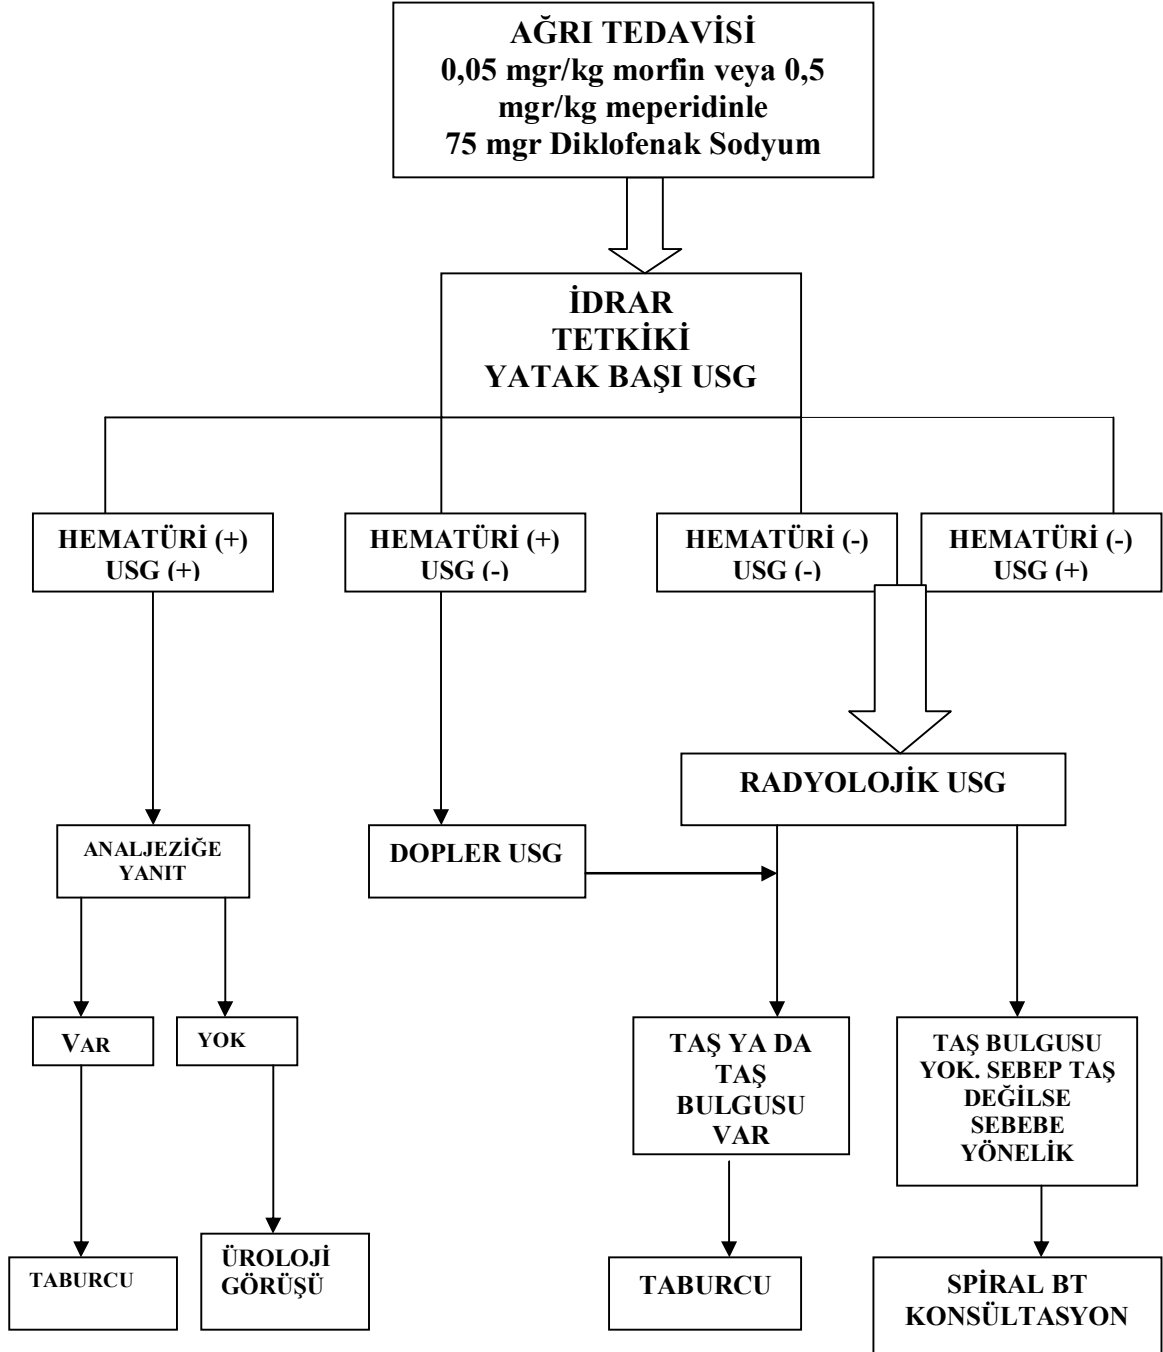 AĞRI TEDAVİSİ
0,05 mgr/kg morfin veya 0,5
mgr/kg meperidinle
75 mgr Diklofenak Sodyum
İDRAR
TETKİKİ
YATAK BAŞI USG
HEMATÜRİ (+)
USG (+)
HEMATÜRİ (+)
USG (-)
HEMATÜRİ (-)
USG (-)
HEMATÜRİ (-)
USG (+)
RADYOLOJİK USG
ANALJEZİĞE
YANIT
DOPLER USG
VAR
YOK
TAŞ YA DA
TAŞ
BULGUSU
VAR
TAŞ BULGUSU
YOK. SEBEP TAŞ
DEĞİLSE
SEBEBE
YÖNELİK
TABURCU
ÜROLOJİ
GÖRÜŞÜ
TABURCU
SPİRAL BT
KONSÜLTASYON